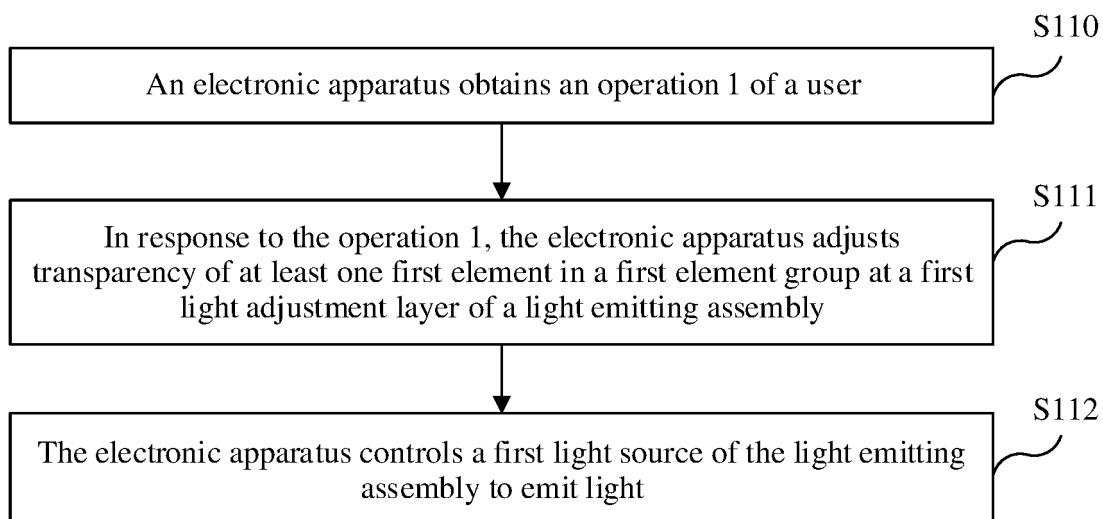 S110
An electronic apparatus obtains an operation 1 of a user
S111
In response to the operation 1, the electronic apparatus adjusts
transparency of at least one first element in a first element group at a first
light adjustment layer of a light emitting assembly
S112
The electronic apparatus controls a first light source of the light emitting
assembly to emit light